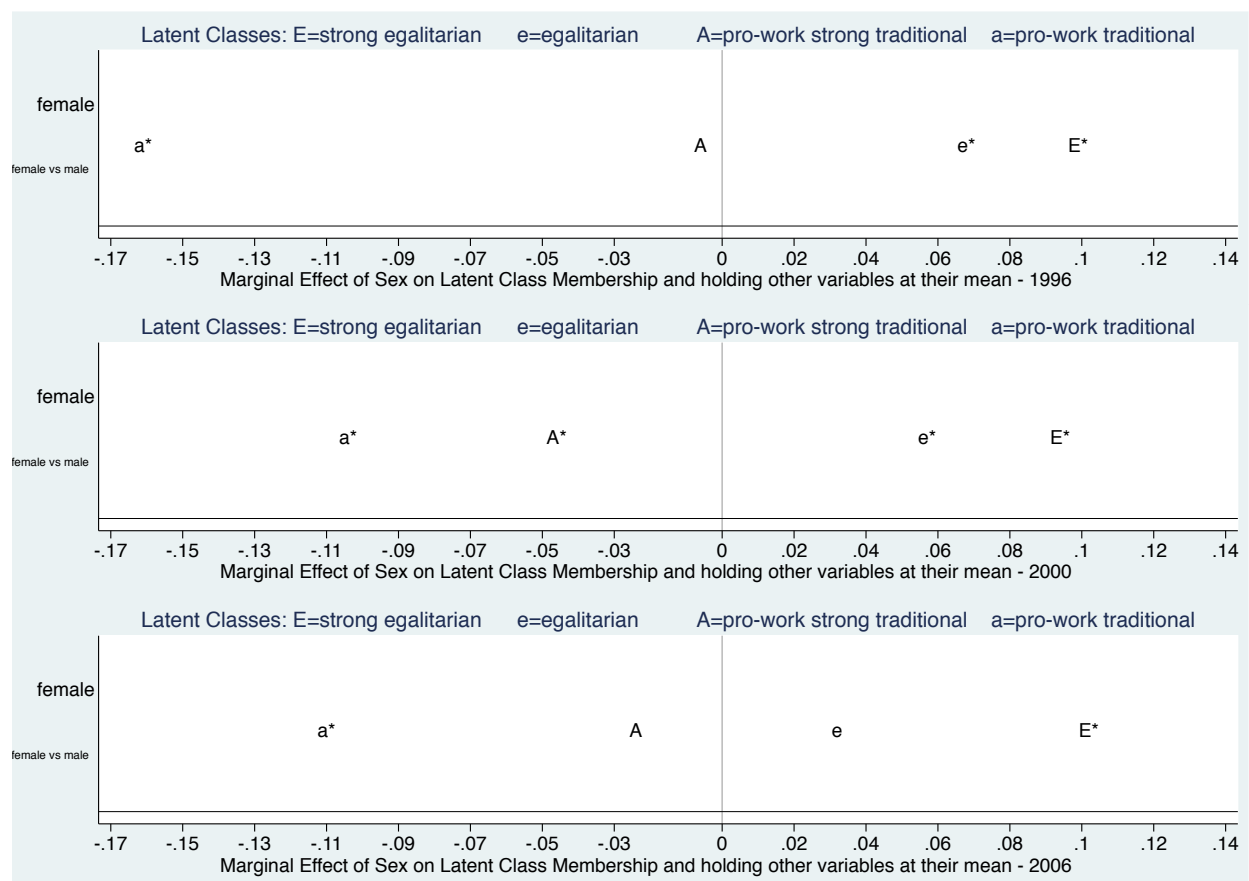 Latent Classes: E=strong egalitarian e=egalitarian A=pro-work strong traditional a=pro-work traditional
female
a* A e* E*
female vs male
-.17 -.15 -.13 -.11 -.09 -.07 -.05 -.03 0 .02 .04 .06 .08 .1 .12 .14
Marginal Effect of Sex on Latent Class Membership and holding other variables at their mean - 1996
Latent Classes: E=strong egalitarian e=egalitarian A=pro-work strong traditional a=pro-work traditional
female
a* A* e* E*
female vs male
-.17 -.15 -.13 -.11 -.09 -.07 -.05 -.03 0 .02 .04 .06 .08 .1 .12 .14
Marginal Effect of Sex on Latent Class Membership and holding other variables at their mean - 2000
Latent Classes: E=strong egalitarian e=egalitarian A=pro-work strong traditional a=pro-work traditional
female
a* A e E*
female vs male
-.17 -.15 -.13 -.11 -.09 -.07 -.05 -.03 0 .02 .04 .06 .08 .1 .12 .14
Marginal Effect of Sex on Latent Class Membership and holding other variables at their mean - 2006